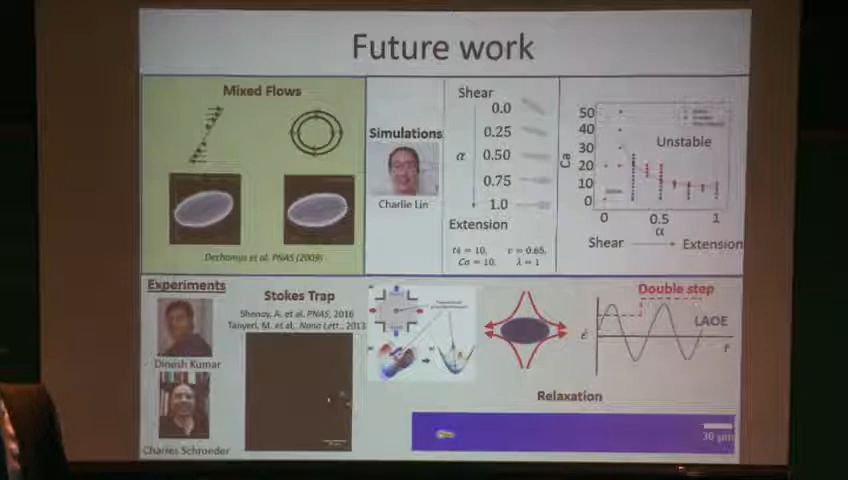 Future work
Mixed Flows
Dechamps et al. PNAS (2009)
Simulations
Charlie Lin
Shear
0.0
0.25
α 0.50
0.75
1.0
Extension
Ca = 10, λ = 1
Ca
50
40
30
20
10
0
Unstable
0 0.5 1
α
Shear Extension
Experiments
Dinesh Kumar
Charles Schroeder
Stokes Trap
Shenoy, A. et al. PNAS, 2016
Tanyeri, M. et al. Nano Lett., 2013
Double step
LAOE
Relaxation
30 µm